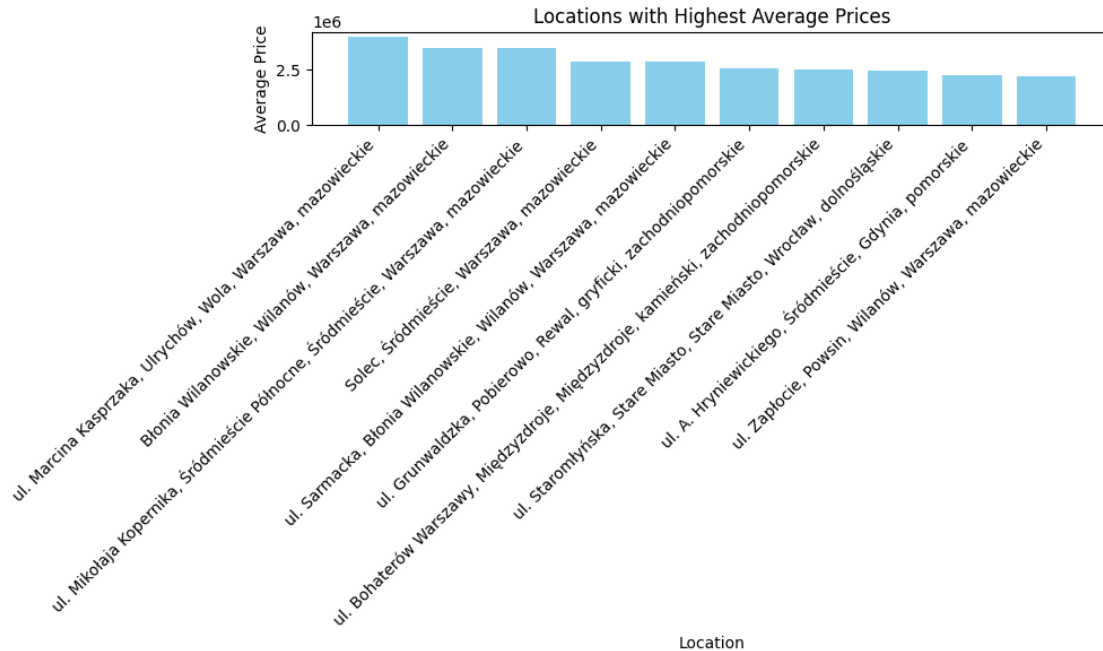 Locations with Highest Average Prices
1e6
Average Price
2.5
0.0
ul. Marcina Kasprzaka, Ulrychów, Wola, Warszawa, mazowieckie
Błonia Wilanowskie, Wilanów, Warszawa, mazowieckie
ul. Mikołaja Kopernika, Śródmieście Północne, Śródmieście, Warszawa, mazowieckie
Solec, Śródmieście, Warszawa, mazowieckie
ul. Sarmacka, Błonia Wilanowskie, Wilanów, Warszawa, mazowieckie
ul. Grunwaldzka, Pobierowo, Rewal, gryficki, zachodniopomorskie
ul. Bohaterów Warszawy, Międzyzdroje, Międzyzdroje, kamieński, zachodniopomorskie
ul. Staromłyńska, Stare Miasto, Stare Miasto, Wrocław, dolnośląskie
ul. A. Hryniewickiego, Śródmieście, Gdynia, pomorskie
ul. Zapłocie, Powsin, Wilanów, Warszawa, mazowieckie
Location